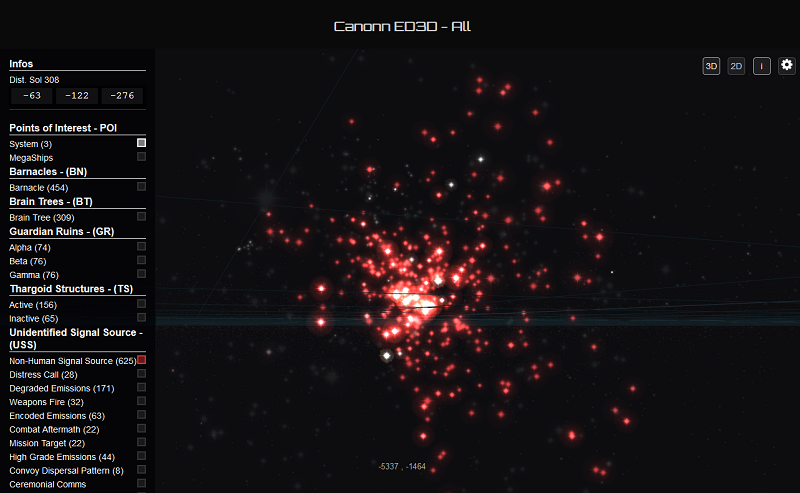 Canonn ED3D - All
Infos
Dist. Sol 308
-63 -122 -276
3D 2D i
Points of Interest - POI
System (3)
MegaShips
Barnacles - (BN)
Barnacle (454)
Brain Trees - (BT)
Brain Tree (309)
Guardian Ruins - (GR)
Alpha (74)
Beta (76)
Gamma (76)
Thargoid Structures - (TS)
Active (156)
Inactive (65)
Unidentified Signal Source -
(USS)
Non-Human Signal Source (625)
Distress Call (28)
Degraded Emissions (171)
Weapons Fire (32)
Encoded Emissions (63)
Combat Aftermath (22)
Mission Target (22)
High Grade Emissions (44)
Convoy Dispersal Pattern (8)
Ceremonial Comms
-5337 , -1464